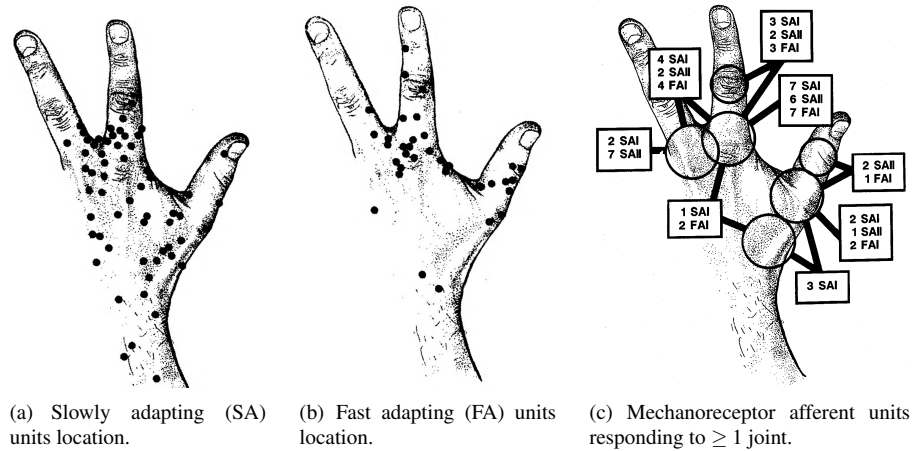 3 SAI
2 SAII
3 FAI
4 SAI
2 SAII
4 FAI
7 SAI
6 SAII
7 FAI
2 SAI
7 SAII
2 SAII
1 FAI
1 SAI
2 FAI
2 SAI
1 SAII
2 FAI
3 SAI
(a) Slowly adapting (SA)
units location.
(b) Fast adapting (FA) units
location.
(c) Mechanoreceptor afferent units
responding to ≥ 1 joint.